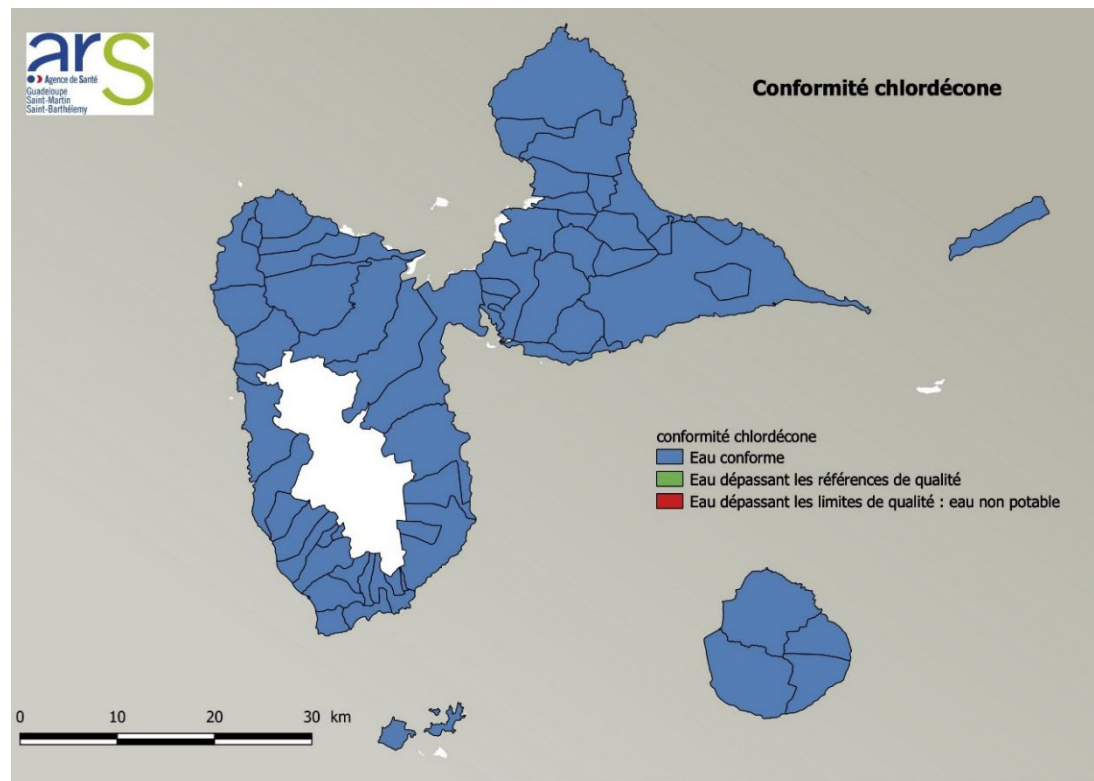 ars
Agence de Santé
Guadeloupe
Saint-Martin
Saint-Barthélemy
Conformité chlordécone
conformité chlordécone
Eau conforme
Eau dépassant les références de qualité
Eau dépassant les limites de qualité : eau non potable
0 10 20 30 km